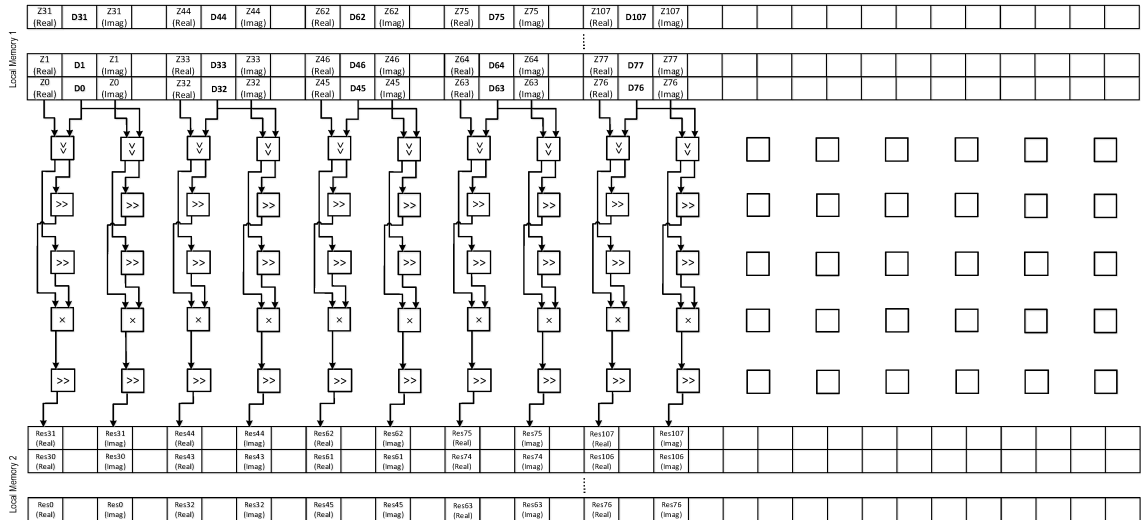 Local Memory 1
Z31 (Real) D31 Z31 (Imag) Z44 (Real) D44 Z44 (Imag) Z62 (Real) D62 Z62 (Imag) Z75 (Real) D75 Z75 (Imag) Z107 (Real) D107 Z107 (Imag)
Z1 (Real) D1 Z1 (Imag) Z33 (Real) D33 Z33 (Imag) Z46 (Real) D46 Z46 (Imag) Z64 (Real) D64 Z64 (Imag) Z77 (Real) D77 Z77 (Imag)
Z0 (Real) D0 Z0 (Imag) Z32 (Real) D32 Z32 (Imag) Z45 (Real) D45 Z45 (Imag) Z63 (Real) D63 Z63 (Imag) Z76 (Real) D76 Z76 (Imag)
<< << << << << << << << << <<
>> >> >> >> >> >> >> >> >> >>
>> >> >> >> >> >> >> >> >> >>
× × × × × × × × × ×
>> >> >> >> >> >> >> >> >> >>
Local Memory 2
Res31 (Real) Res31 (Imag) Res44 (Real) Res44 (Imag) Res62 (Real) Res62 (Imag) Res75 (Real) Res75 (Imag) Res107 (Real) Res107 (Imag)
Res30 (Real) Res30 (Imag) Res43 (Real) Res43 (Imag) Res61 (Real) Res61 (Imag) Res74 (Real) Res74 (Imag) Res106 (Real) Res106 (Imag)
Res0 (Real) Res0 (Imag) Res32 (Real) Res32 (Imag) Res45 (Real) Res45 (Imag) Res63 (Real) Res63 (Imag) Res76 (Real) Res76 (Imag)